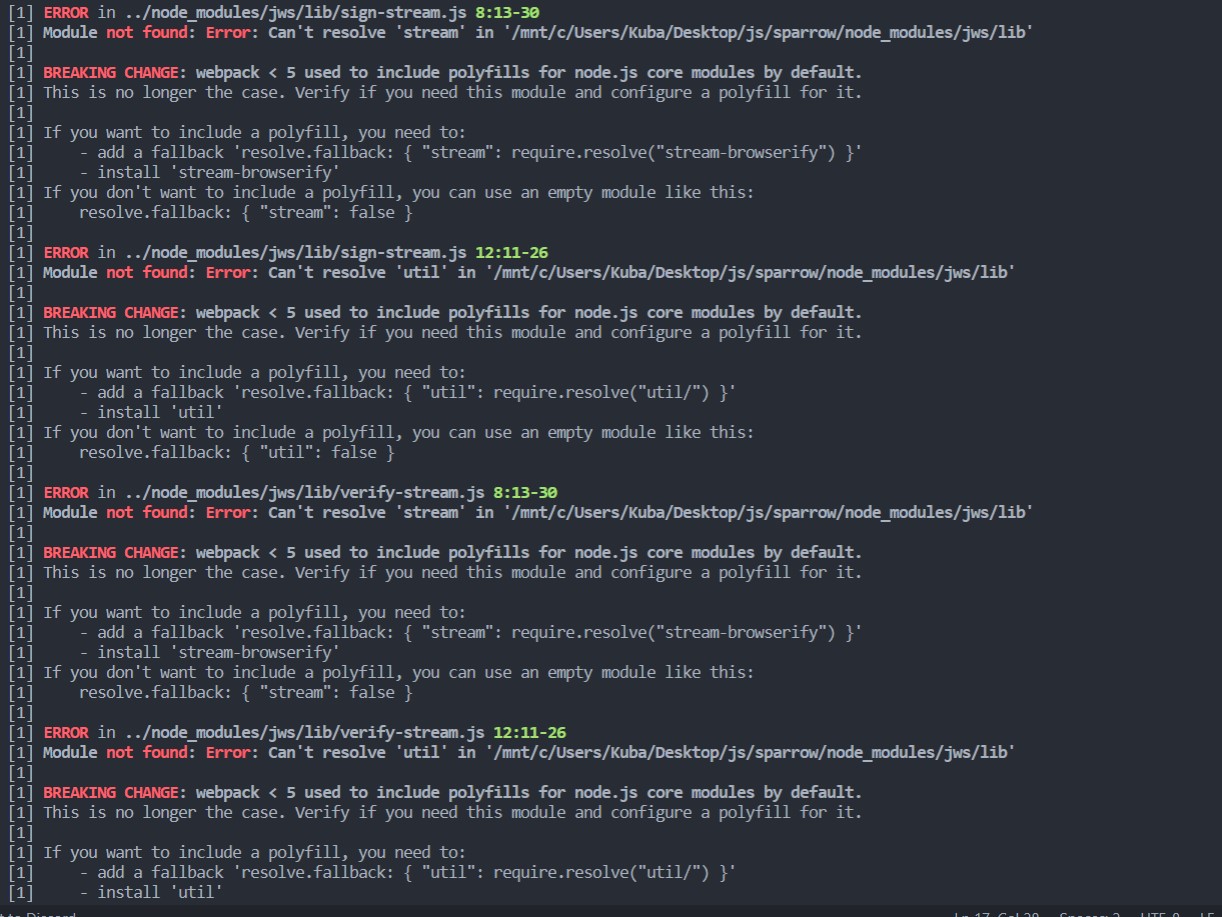 [1] ERROR in ../node_modules/jws/lib/sign-stream.js 8:13-30
[1] Module not found: Error: Can't resolve 'stream' in '/mnt/c/Users/Kuba/Desktop/js/sparrow/node_modules/jws/lib'
[1]
[1] BREAKING CHANGE: webpack < 5 used to include polyfills for node.js core modules by default.
[1] This is no longer the case. Verify if you need this module and configure a polyfill for it.
[1]
[1] If you want to include a polyfill, you need to:
[1]     - add a fallback 'resolve.fallback: { "stream": require.resolve("stream-browserify") }'
[1]     - install 'stream-browserify'
[1] If you don't want to include a polyfill, you can use an empty module like this:
[1]     resolve.fallback: { "stream": false }
[1]
[1] ERROR in ../node_modules/jws/lib/sign-stream.js 12:11-26
[1] Module not found: Error: Can't resolve 'util' in '/mnt/c/Users/Kuba/Desktop/js/sparrow/node_modules/jws/lib'
[1]
[1] BREAKING CHANGE: webpack < 5 used to include polyfills for node.js core modules by default.
[1] This is no longer the case. Verify if you need this module and configure a polyfill for it.
[1]
[1] If you want to include a polyfill, you need to:
[1]     - add a fallback 'resolve.fallback: { "util": require.resolve("util/") }'
[1]     - install 'util'
[1] If you don't want to include a polyfill, you can use an empty module like this:
[1]     resolve.fallback: { "util": false }
[1]
[1] ERROR in ../node_modules/jws/lib/verify-stream.js 8:13-30
[1] Module not found: Error: Can't resolve 'stream' in '/mnt/c/Users/Kuba/Desktop/js/sparrow/node_modules/jws/lib'
[1]
[1] BREAKING CHANGE: webpack < 5 used to include polyfills for node.js core modules by default.
[1] This is no longer the case. Verify if you need this module and configure a polyfill for it.
[1]
[1] If you want to include a polyfill, you need to:
[1]     - add a fallback 'resolve.fallback: { "stream": require.resolve("stream-browserify") }'
[1]     - install 'stream-browserify'
[1] If you don't want to include a polyfill, you can use an empty module like this:
[1]     resolve.fallback: { "stream": false }
[1]
[1] ERROR in ../node_modules/jws/lib/verify-stream.js 12:11-26
[1] Module not found: Error: Can't resolve 'util' in '/mnt/c/Users/Kuba/Desktop/js/sparrow/node_modules/jws/lib'
[1]
[1] BREAKING CHANGE: webpack < 5 used to include polyfills for node.js core modules by default.
[1] This is no longer the case. Verify if you need this module and configure a polyfill for it.
[1]
[1] If you want to include a polyfill, you need to:
[1]     - add a fallback 'resolve.fallback: { "util": require.resolve("util/") }'
[1]     - install 'util'